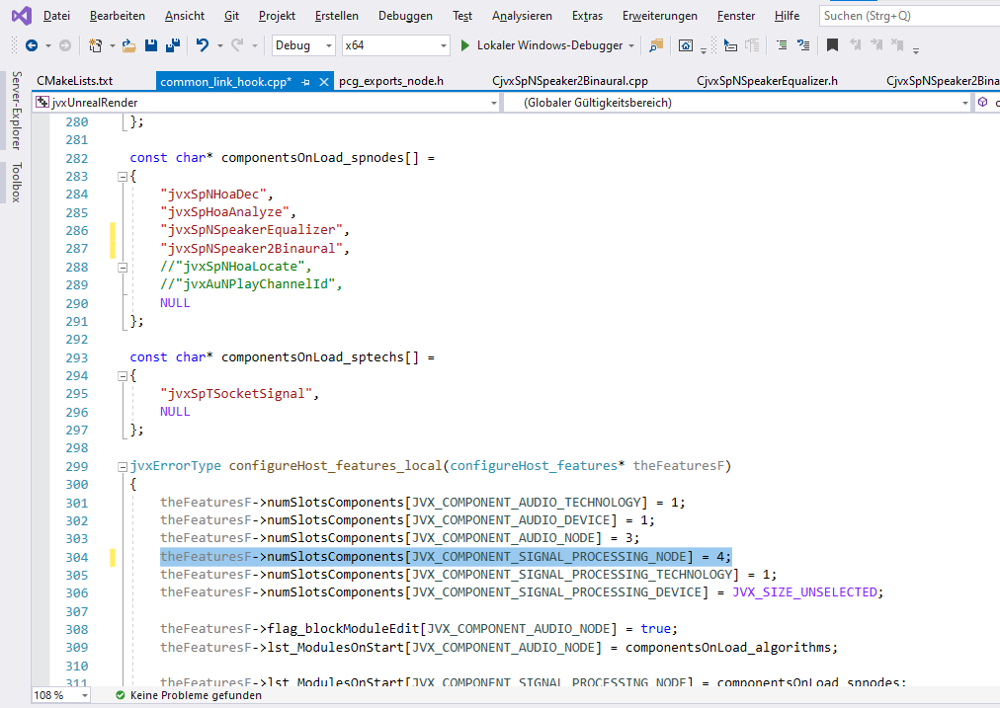 Datei Bearbeiten Ansicht Git Projekt Erstellen Debuggen Test Analysieren Extras Erweiterungen Fenster Hilfe Suchen (Strg+Q)
Debug x64 Lokaler Windows-Debugger
CMakeLists.txt common_link_hook.cpp* pcg_exports_node.h CjvxSpNSpeaker2Binaural.cpp CjvxSpNSpeakerEqualizer.h CjvxSpNSpeaker2Bina
Server-Explorer
Toolbox
jvxUnrealRender (Globaler Gültigkeitsbereich) c
280 };
281
282 const char* componentsOnLoad_spnodes[] =
283 {
284 "jvxSpNHoaDec",
285 "jvxSpHoaAnalyze",
286 "jvxSpNSpeakerEqualizer",
287 "jvxSpNSpeaker2Binaural",
288 //"jvxSpNHoaLocate",
289 //"jvxAuNPlayChannelId",
290 NULL
291 };
292
293 const char* componentsOnLoad_sptechs[] =
294 {
295 "jvxSpTSocketSignal",
296 NULL
297 };
298
299 jvxErrorType configureHost_features_local(configureHost_features* theFeaturesF)
300 {
301 theFeaturesF->numSlotsComponents[JVX_COMPONENT_AUDIO_TECHNOLOGY] = 1;
302 theFeaturesF->numSlotsComponents[JVX_COMPONENT_AUDIO_DEVICE] = 1;
303 theFeaturesF->numSlotsComponents[JVX_COMPONENT_AUDIO_NODE] = 3;
304 theFeaturesF->numSlotsComponents[JVX_COMPONENT_SIGNAL_PROCESSING_NODE] = 4;
305 theFeaturesF->numSlotsComponents[JVX_COMPONENT_SIGNAL_PROCESSING_TECHNOLOGY] = 1;
306 theFeaturesF->numSlotsComponents[JVX_COMPONENT_SIGNAL_PROCESSING_DEVICE] = JVX_SIZE_UNSELECTED;
307
308 theFeaturesF->flag_blockModuleEdit[JVX_COMPONENT_AUDIO_NODE] = true;
309 theFeaturesF->lst_ModulesOnStart[JVX_COMPONENT_AUDIO_NODE] = componentsOnLoad_algorithms;
310
311 theFeaturesF->lst_ModulesOnStart[JVX_COMPONENT_SIGNAL_PROCESSING_NODE] = componentsOnLoad_spnodes;
108 % Keine Probleme gefunden